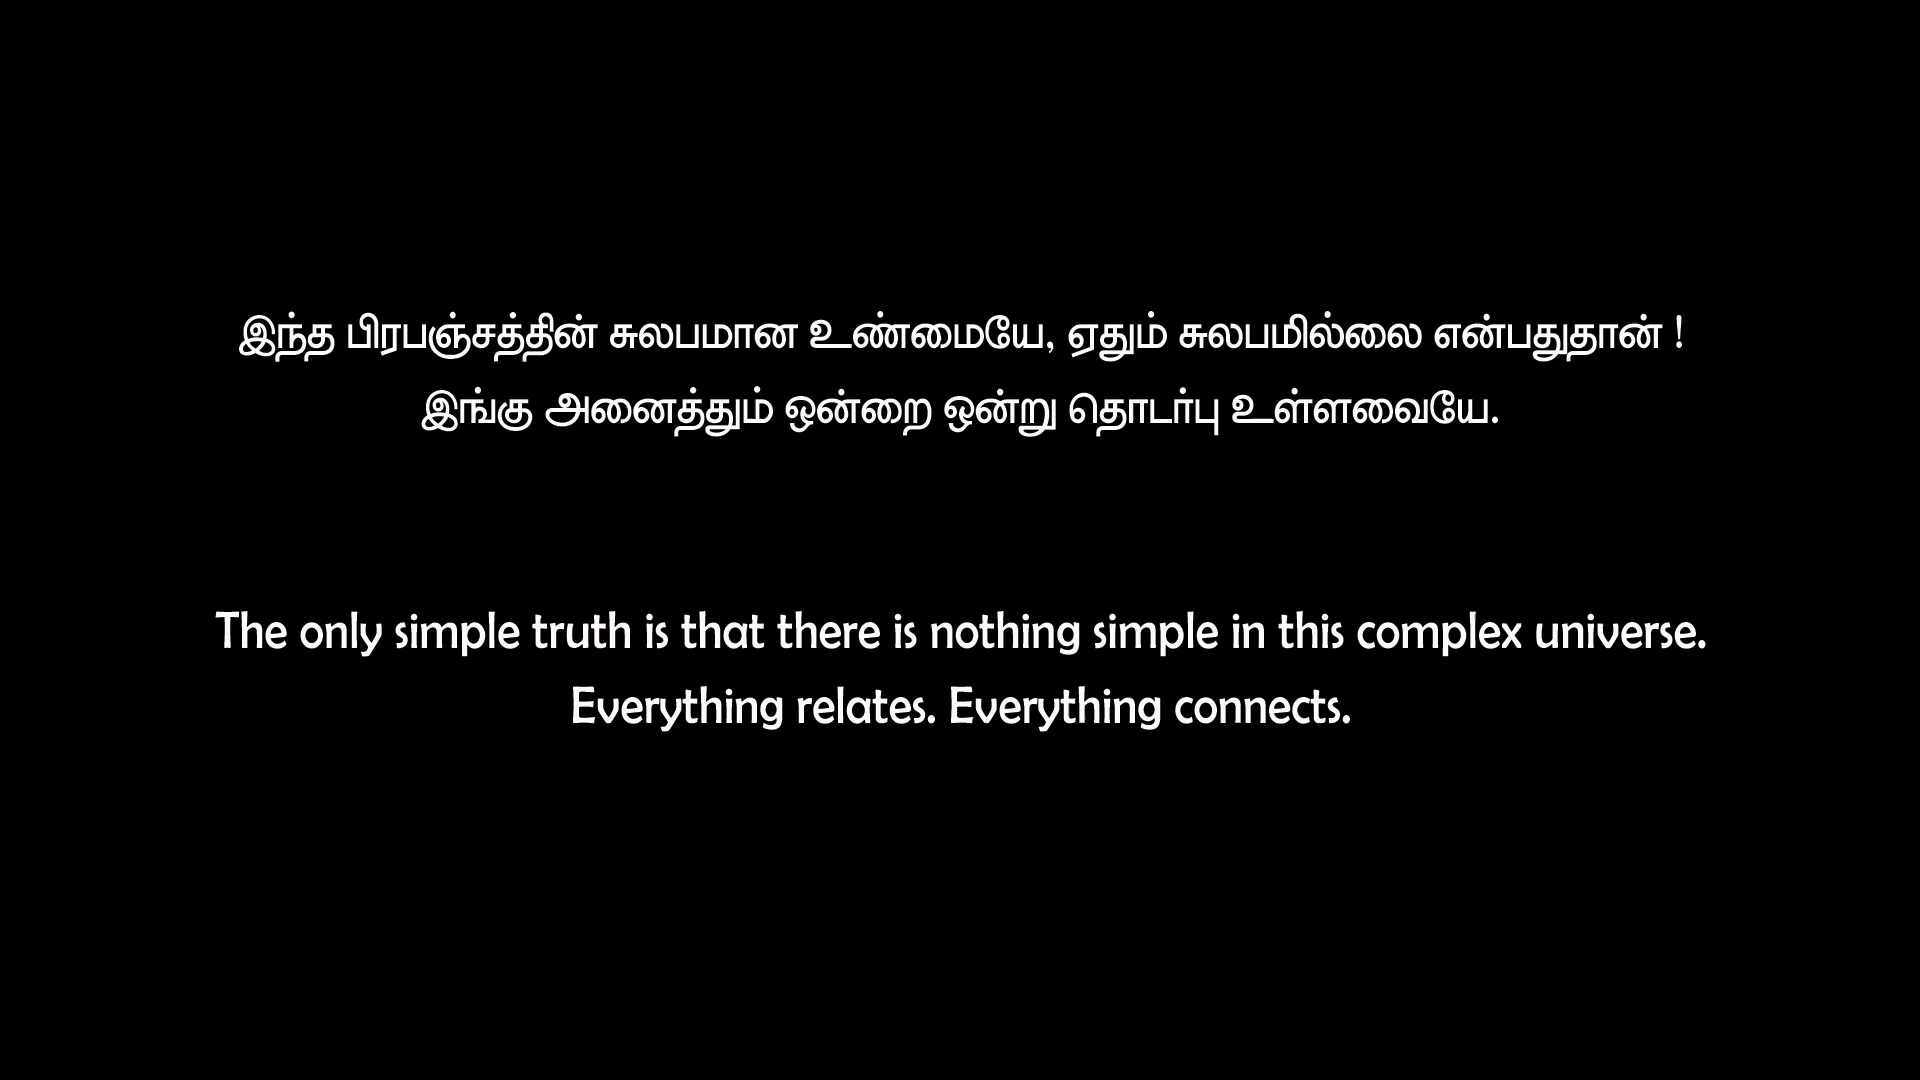 இந்த பிரபஞ்சத்தின் சுலபமான உண்மையே, ஏதும் சுலபமில்லை என்பதுதான் !
இங்கு அனைத்தும் ஒன்றை ஒன்று தொடர்பு உள்ளவையே.
The only simple truth is that there is nothing simple in this complex universe.
Everything relates. Everything connects.